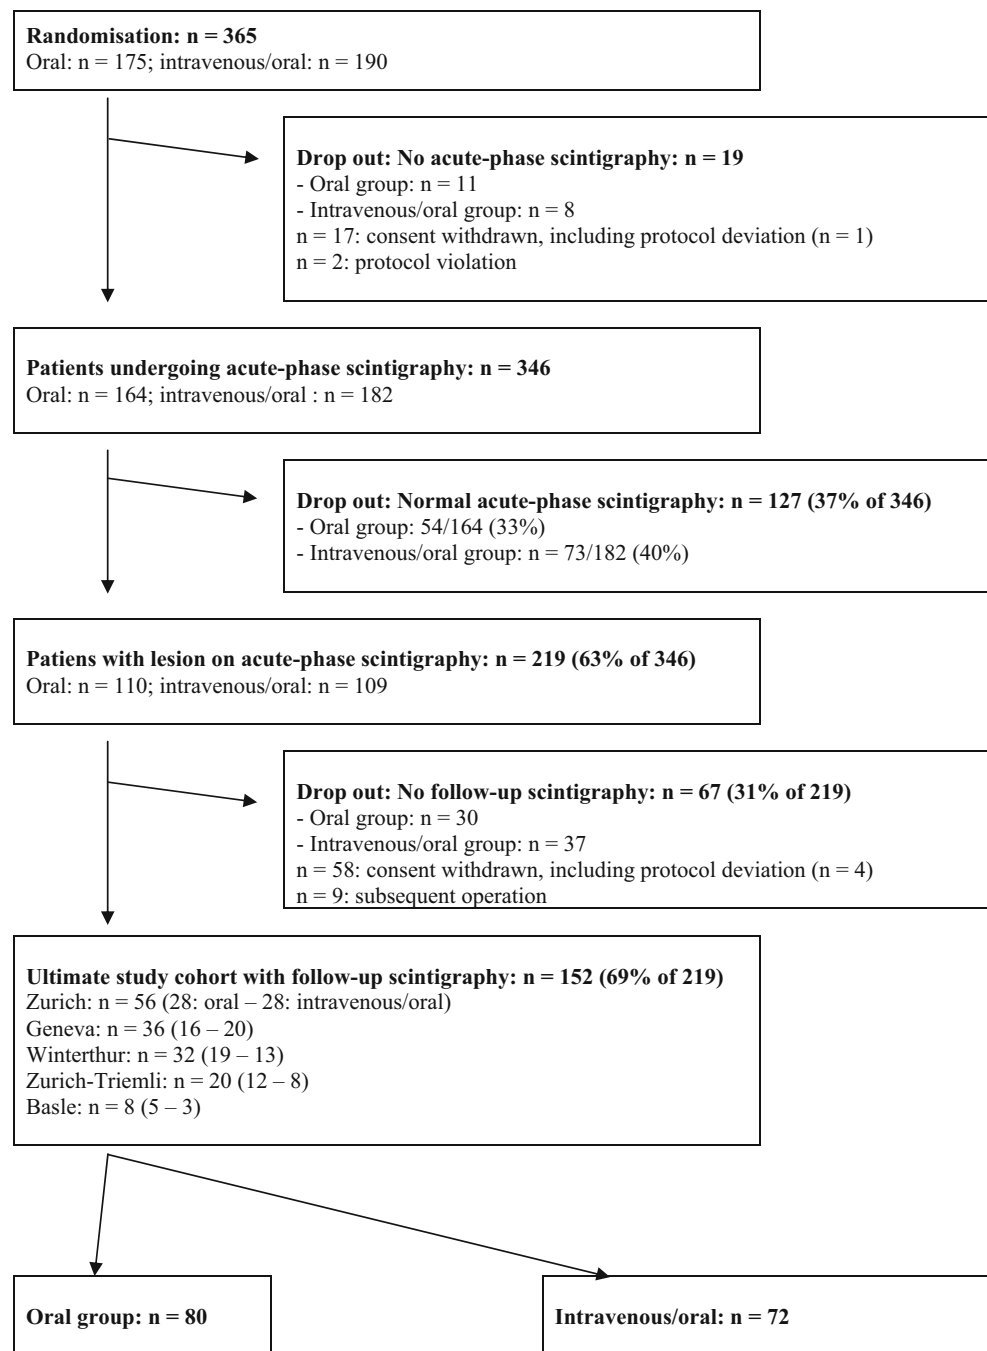 Randomisation: n = 365
Oral: n = 175; intravenous/oral: n = 190
Drop out: No acute-phase scintigraphy: n = 19
- Oral group: n = 11
- Intravenous/oral group: n = 8
n = 17: consent withdrawn, including protocol deviation (n = 1)
n = 2: protocol violation
Patients undergoing acute-phase scintigraphy: n = 346
Oral: n = 164; intravenous/oral : n = 182
Drop out: Normal acute-phase scintigraphy: n = 127 (37% of 346)
- Oral group: 54/164 (33%)
- Intravenous/oral group: n = 73/182 (40%)
Patiens with lesion on acute-phase scintigraphy: n = 219 (63% of 346)
Oral: n = 110; intravenous/oral: n = 109
Drop out: No follow-up scintigraphy: n = 67 (31% of 219)
- Oral group: n = 30
- Intravenous/oral group: n = 37
n = 58: consent withdrawn, including protocol deviation (n = 4)
n = 9: subsequent operation
Ultimate study cohort with follow-up scintigraphy: n = 152 (69% of 219)
Zurich: n = 56 (28: oral – 28: intravenous/oral)
Geneva: n = 36 (16 – 20)
Winterthur: n = 32 (19 – 13)
Zurich-Triemli: n = 20 (12 – 8)
Basle: n = 8 (5 – 3)
Oral group: n = 80
Intravenous/oral: n = 72